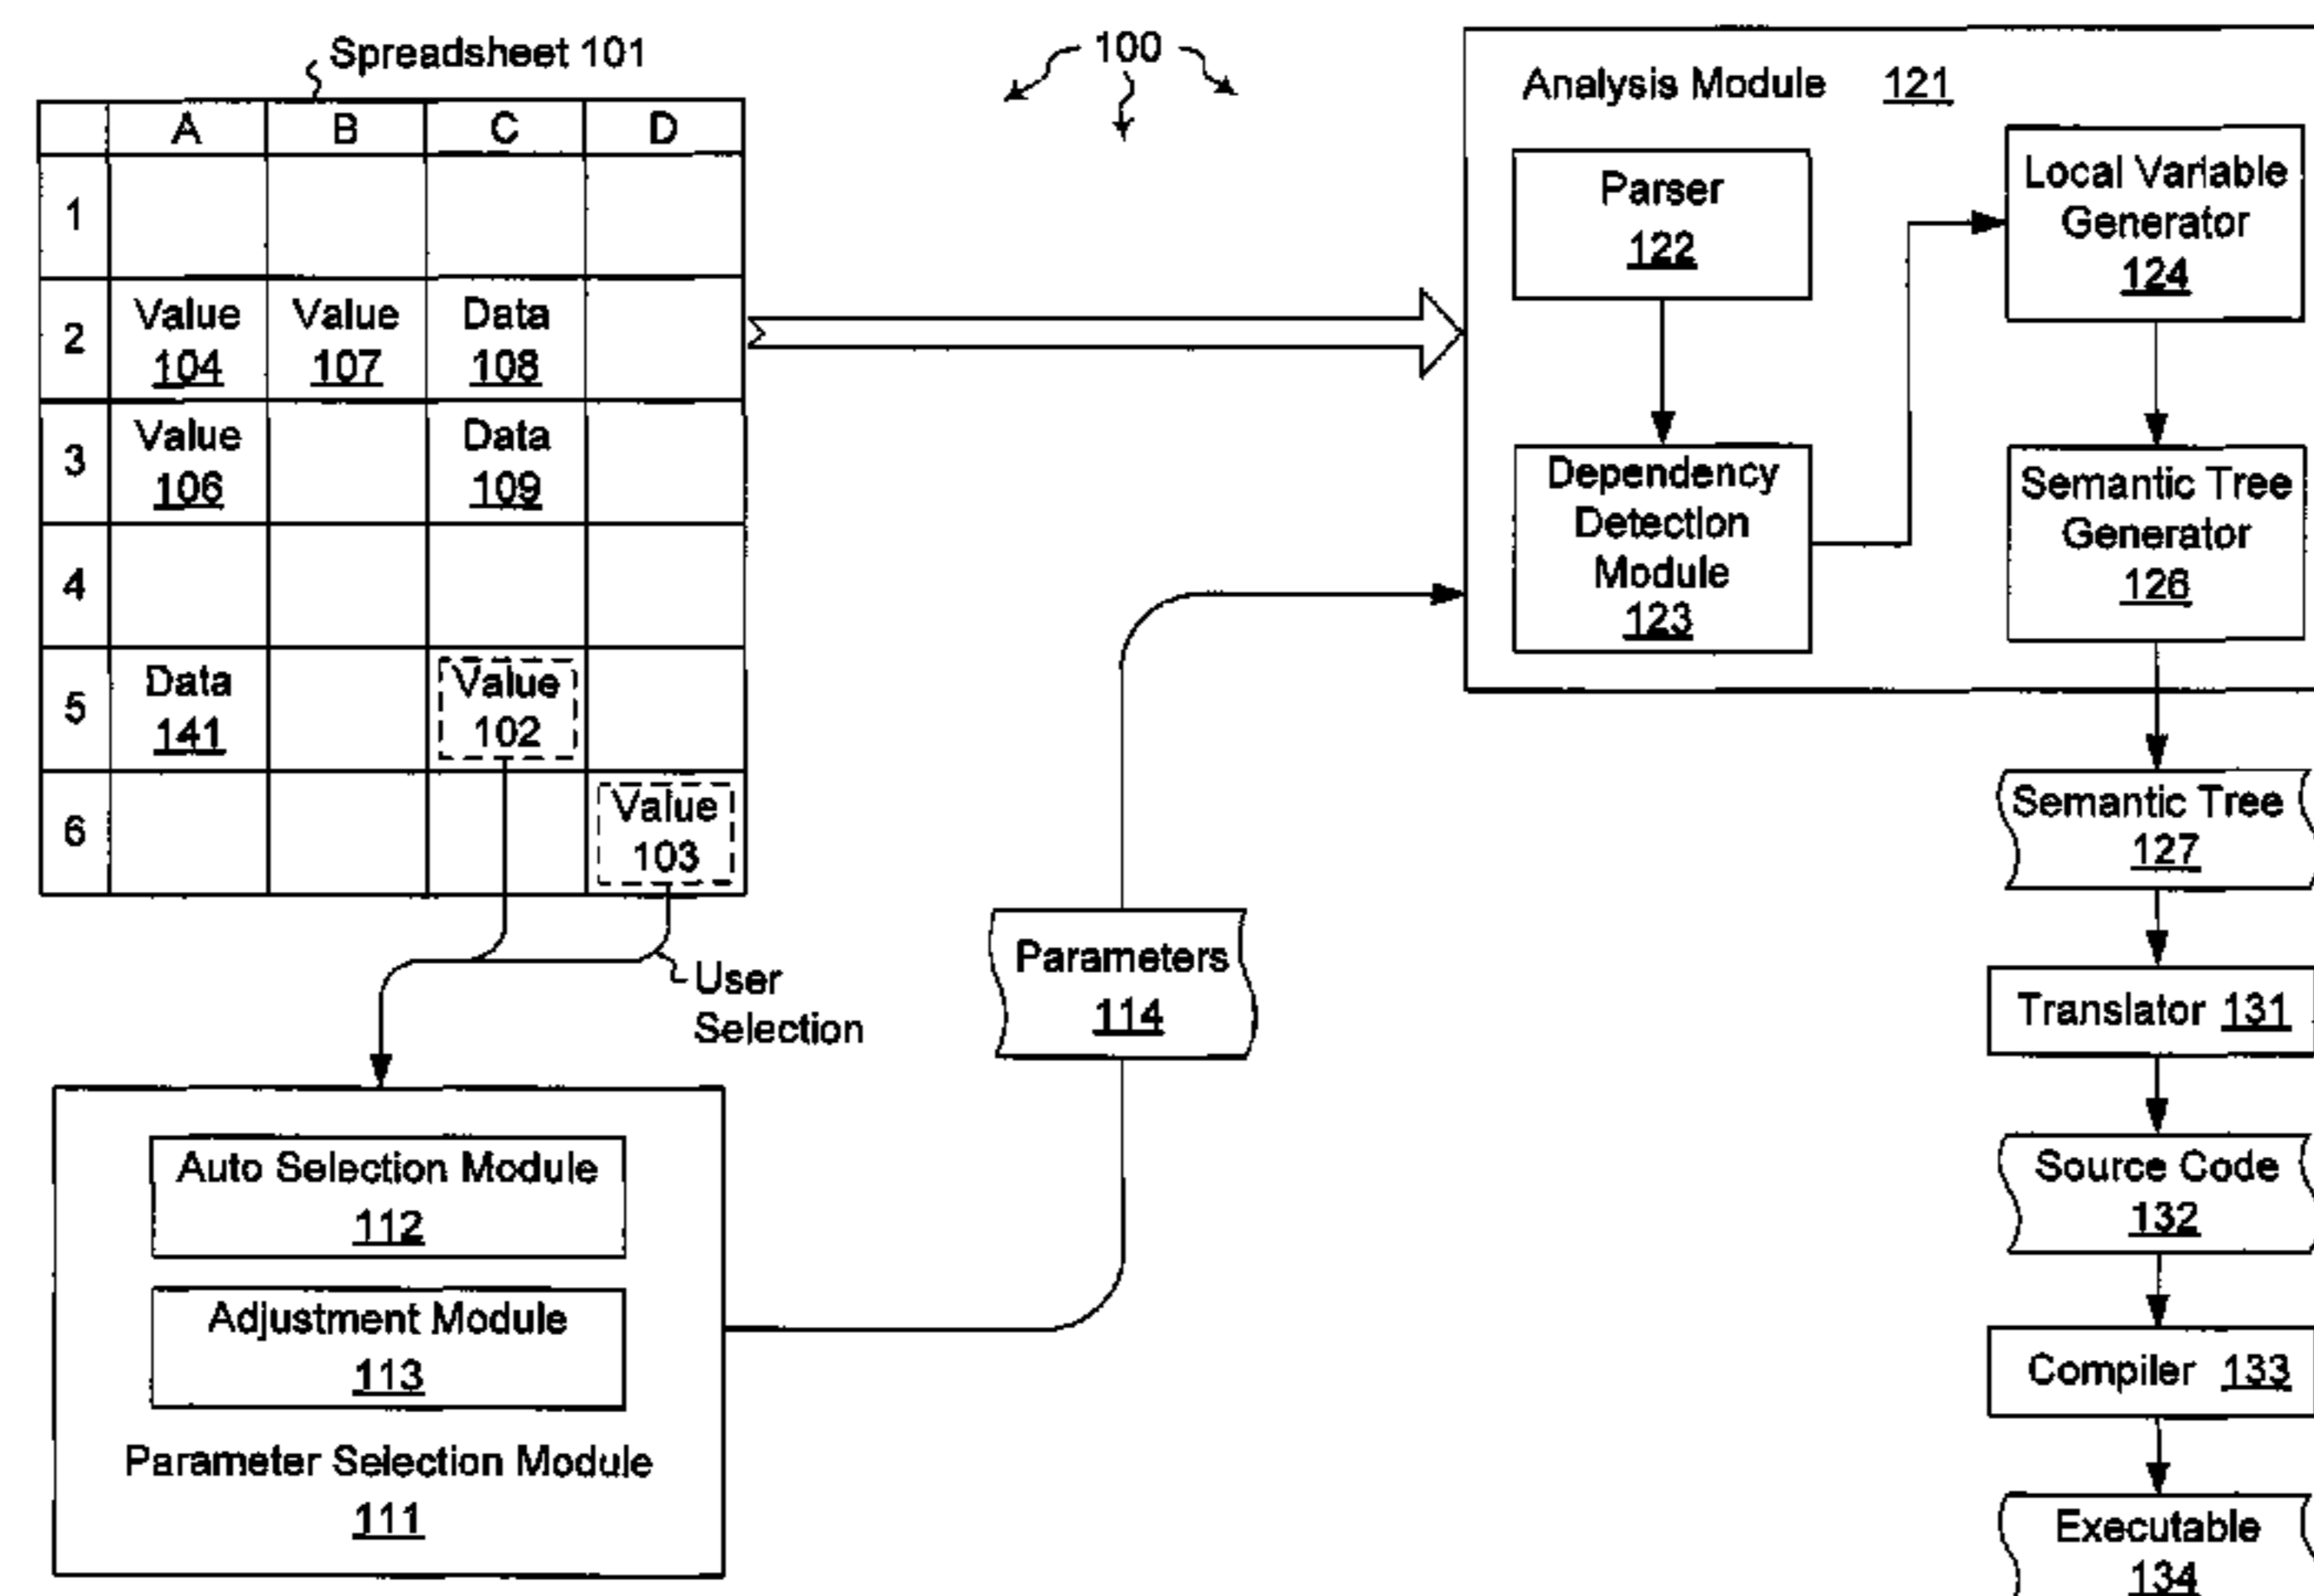 Spreadsheet 101
A B C D
1
2 Value Value Data
104 107 108
3 Value Data
106 109
4
5 Data Value
141 102
6 Value
103
User
Selection
Auto Selection Module
112
Adjustment Module
113
Parameter Selection Module
111
100
Parameters
114
Analysis Module 121
Parser
122
Dependency
Detection
Module
123
Local Variable
Generator
124
Semantic Tree
Generator
126
Semantic Tree
127
Translator 131
Source Code
132
Compiler 133
Executable
134